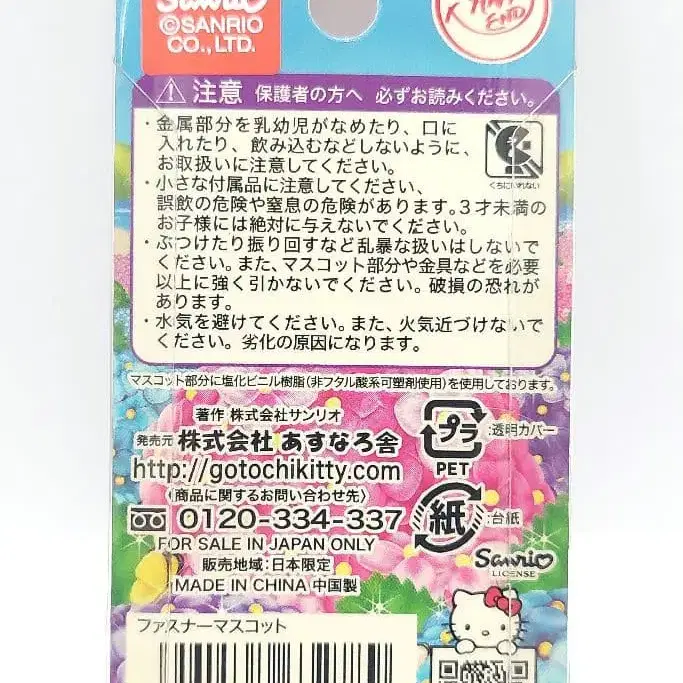 Sanrio
©SANRIO
CO., LTD.
END
注意 保護者の方へ 必ずお読みください。
・金属部分を乳幼児がなめたり、口に
入れたり、飲み込むなどしないように、
お取扱いに注意してください。
くちにいれない
・小さな付属品に注意してください、
誤飲の危険や窒息の危険があります。3才未満の
お子様には絶対に与えないでください。
・ぶつけたり振り回すなど乱暴な扱いはしないで
ください。また、マスコット部分や金具などを必要
以上に強く引かないでください。破損の恐れが
あります。
・水気を避けてください。また、火気近づけないで
ください。劣化の原因になります。
マスコット部分に塩化ビニル樹脂(非フタル酸系可塑剤使用)を使用しております。
著作 株式会社サンリオ
発売元 株式会社 あすなろ舎
http://gotochikitty.com
〈商品に関するお問い合わせ先〉
0120-334-337
FOR SALE IN JAPAN ONLY
販売地域:日本限定
MADE IN CHINA 中国製
プラ :透明カバー
PET
紙 :台紙
Sanrio
LICENSE
ファスナーマスコット